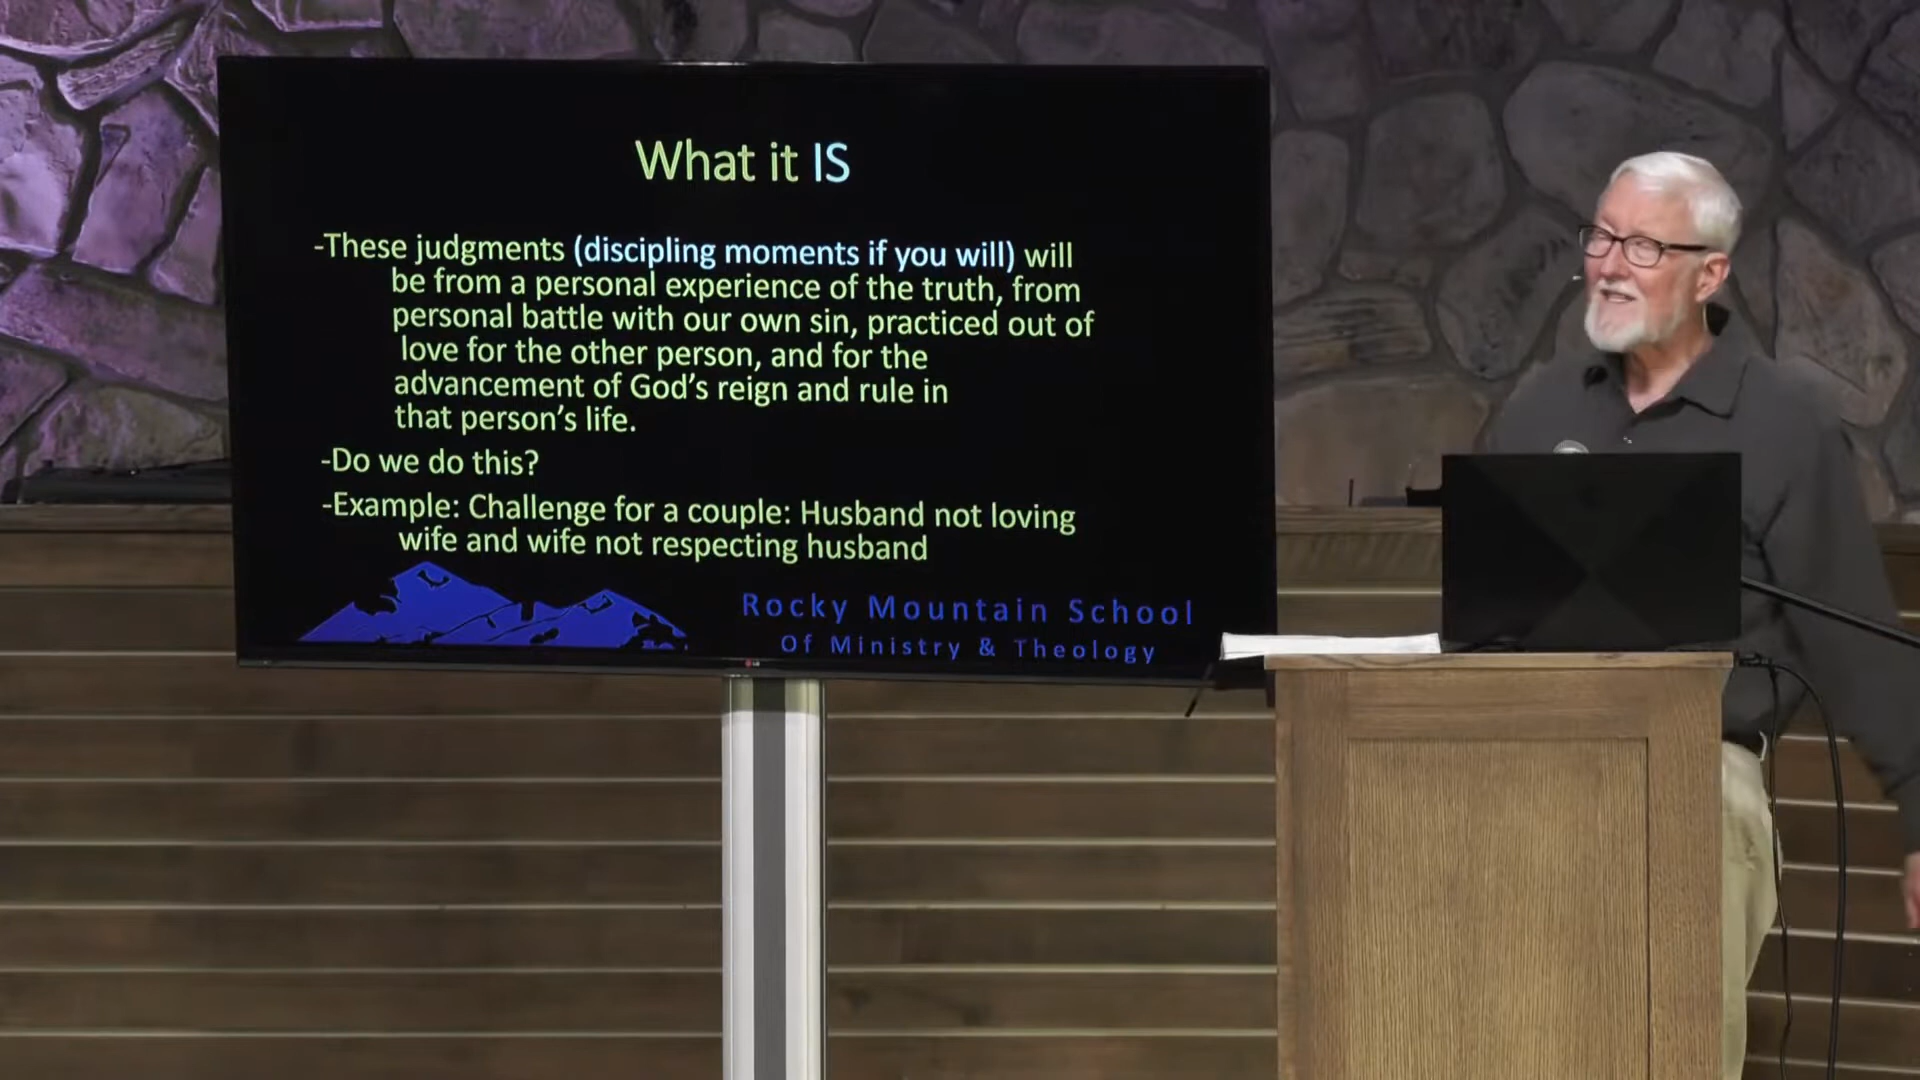 What it IS
-These judgments (discipling moments if you will) will
be from a personal experience of the truth, from
personal battle with our own sin, practiced out of
love for the other person, and for the
advancement of God's reign and rule in
that person's life.
-Do we do this?
-Example: Challenge for a couple: Husband not loving
wife and wife not respecting husband
Rocky Mountain School
Of Ministry & Theology
LG